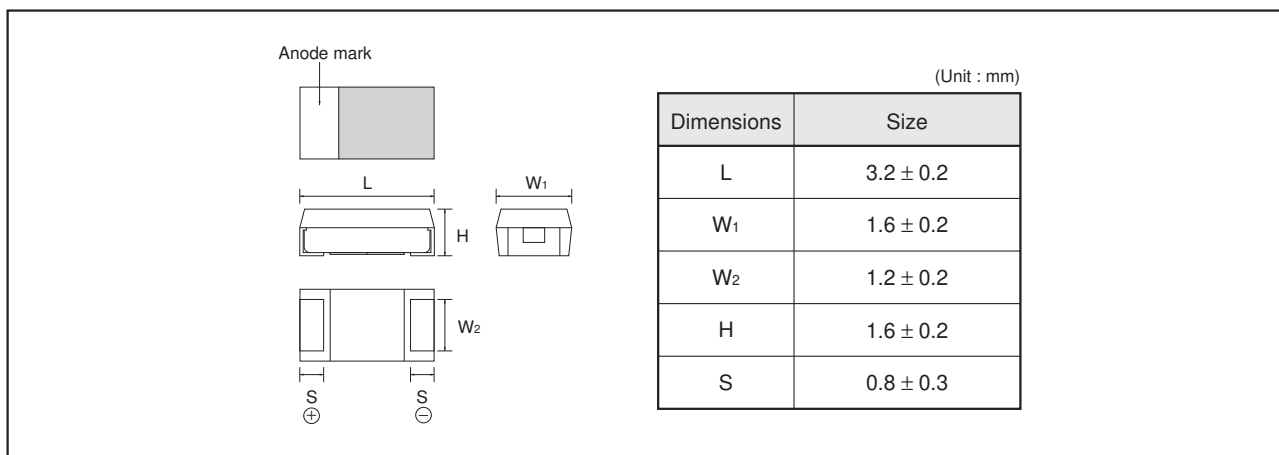 Anode mark
L
W1
H
W2
S
S
+
−
(Unit : mm)
Dimensions Size
L 3.2 ± 0.2
W1 1.6 ± 0.2
W2 1.2 ± 0.2
H 1.6 ± 0.2
S 0.8 ± 0.3